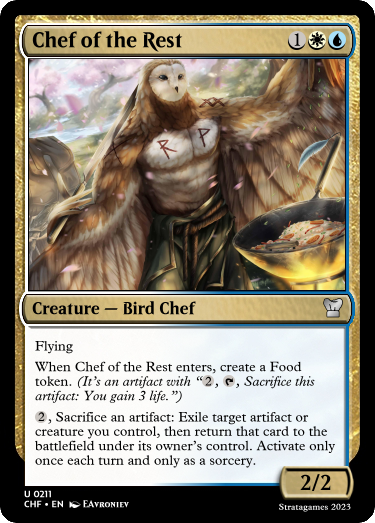 Chef of the Rest 1
R P
Creature — Bird Chef
Flying
When Chef of the Rest enters, create a Food
token. (It's an artifact with “2, , Sacrifice this
artifact: You gain 3 life.”)
2, Sacrifice an artifact: Exile target artifact or
creature you control, then return that card to the
battlefield under its owner's control. Activate only
once each turn and only as a sorcery.
2/2
U 0211
CHF • EN EAvroniev
Stratagames 2023